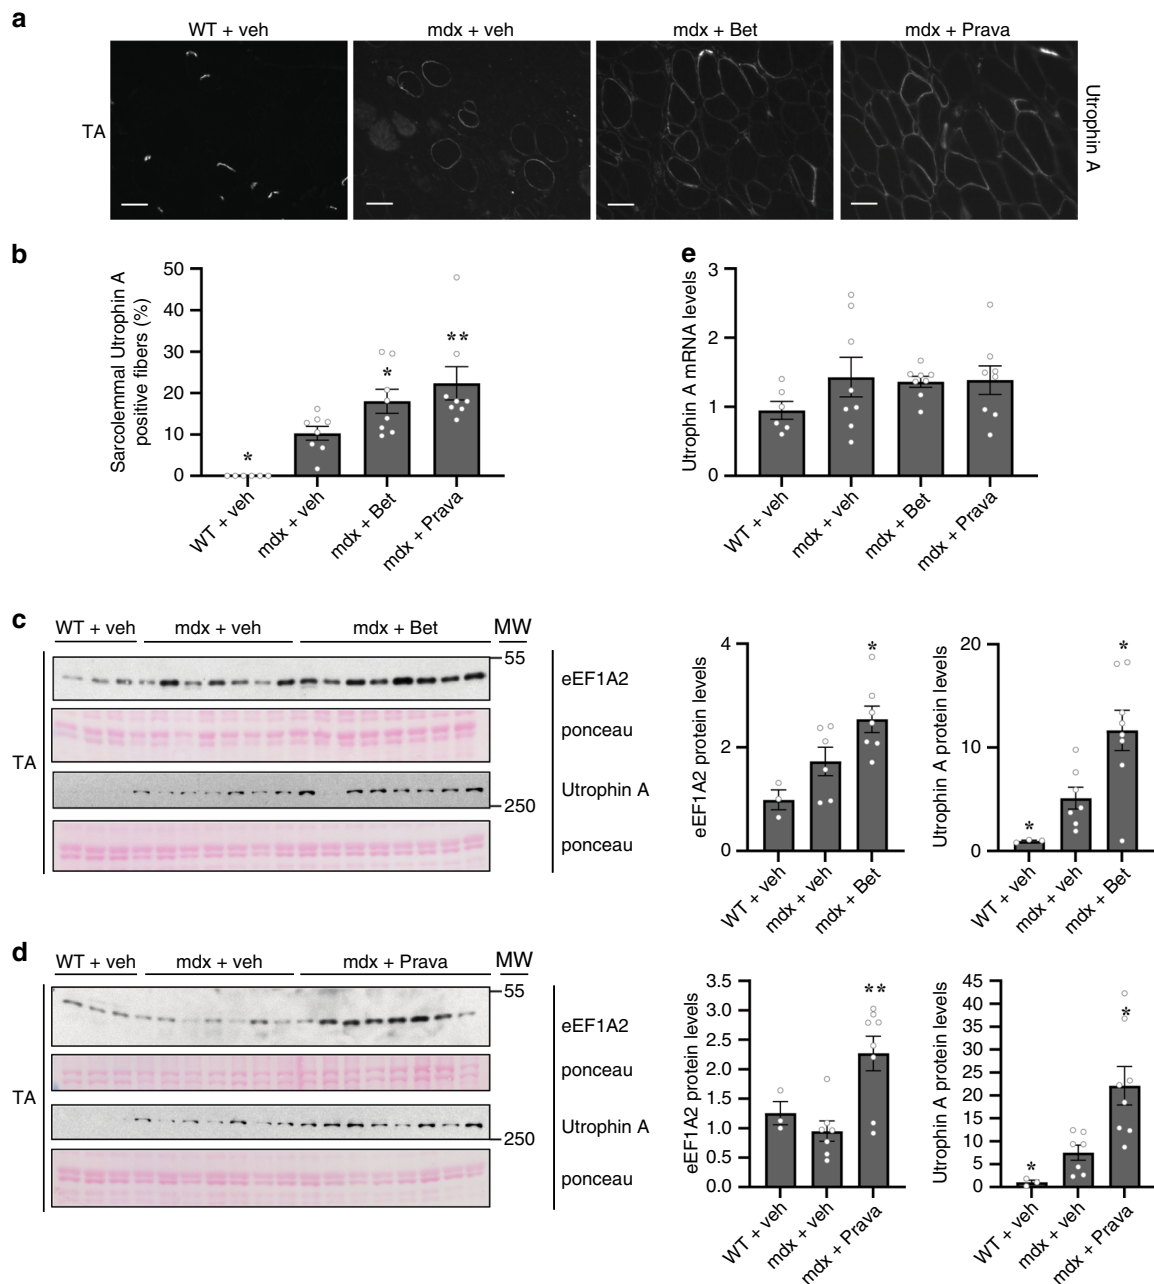 a
WT + veh
mdx + veh
mdx + Bet
mdx + Prava
TA
Utrophin A
b
Sarcolemmal Utrophin A
positive fibers (%)
50
40
30
20
10
0
*
*
**
WT + veh
mdx + veh
mdx + Bet
mdx + Prava
e
Utrophin A mRNA levels
3
2
1
0
WT + veh
mdx + veh
mdx + Bet
mdx + Prava
c
WT + veh
mdx + veh
mdx + Bet
MW
TA
55
eEF1A2
ponceau
Utrophin A
250
ponceau
eEF1A2 protein levels
4
2
0
*
WT + veh
mdx + veh
mdx + Bet
Utrophin A protein levels
20
10
0
*
*
WT + veh
mdx + veh
mdx + Bet
d
WT + veh
mdx + veh
mdx + Prava
MW
TA
55
eEF1A2
ponceau
Utrophin A
250
ponceau
eEF1A2 protein levels
3.5
3.0
2.5
2.0
1.5
1.0
0.5
0.0
**
WT + veh
mdx + veh
mdx + Prava
Utrophin A protein levels
45
40
35
30
25
20
15
10
5
0
*
*
WT + veh
mdx + veh
mdx + Prava